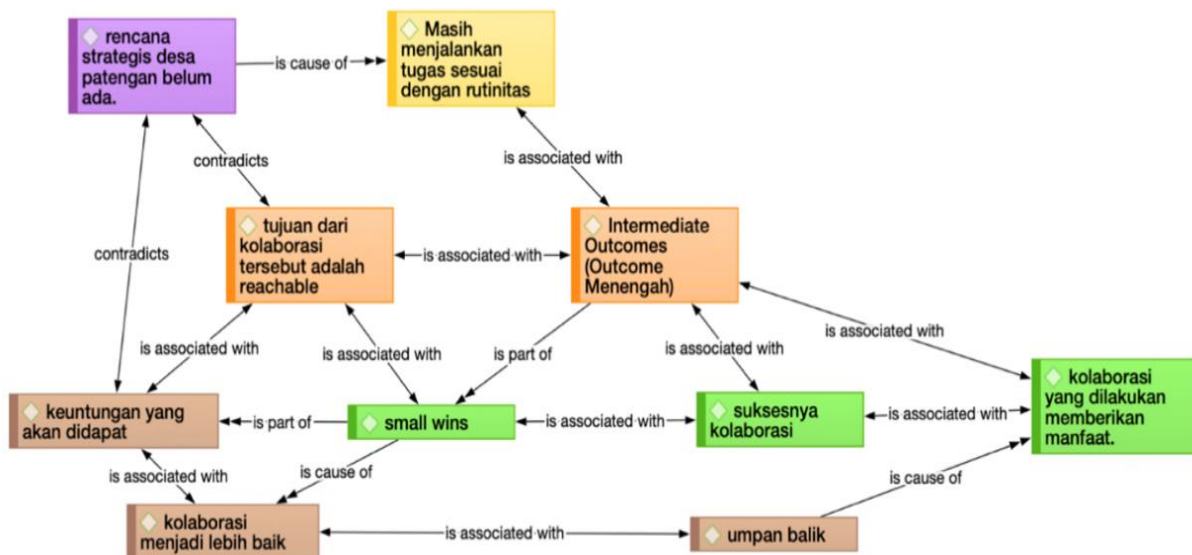 rencana
strategis desa
patengan belum
ada.
is cause of
Masih
menjalankan
tugas sesuai
dengan rutinitas
contradicts
is associated with
contradicts
tujuan dari
kolaborasi
tersebut adalah
reachable
is associated with
Intermediate
Outcomes
(Outcome
Menengah)
is associated with
is associated with
is part of
is associated with
is associated with
keuntungan yang
akan didapat
is part of
small wins
is associated with
suksesnya
kolaborasi
is associated with
kolaborasi
yang dilakukan
memberikan
manfaat.
is associated with
is cause of
is cause of
kolaborasi
menjadi lebih baik
is associated with
umpan balik